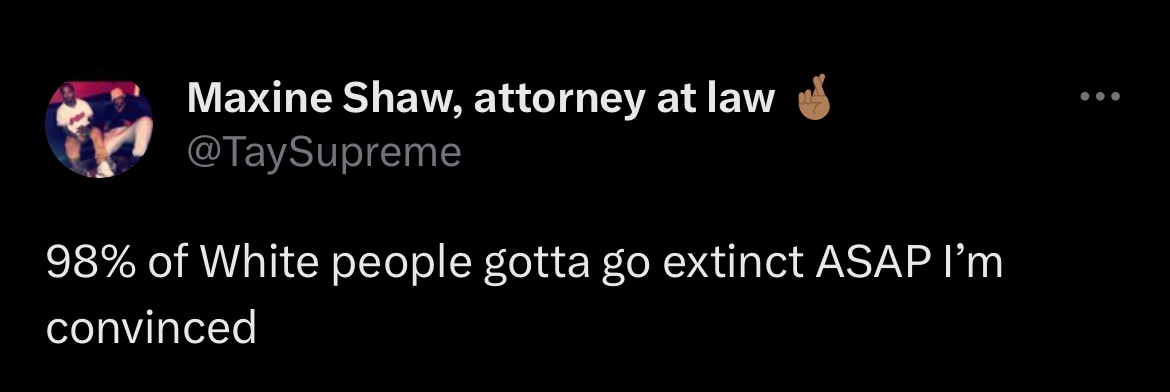 Maxine Shaw, attorney at law 🤞🏽
@TaySupreme
98% of White people gotta go extinct ASAP I’m
convinced